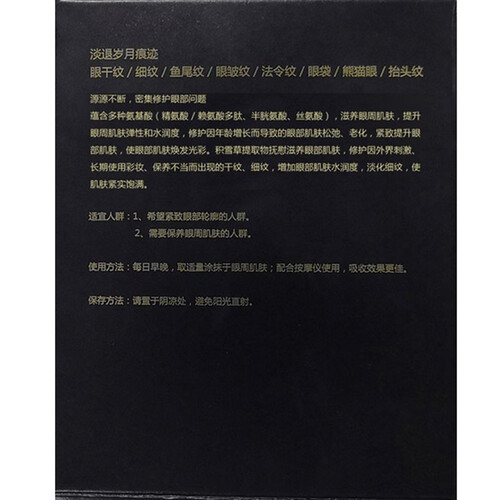 淡退岁月痕迹
眼干纹/细纹/鱼尾纹/眼皱纹/法令纹/眼袋/熊猫眼/抬头纹
源源不断，密集修护眼部问题
蕴含多种氨基酸（精氨酸/赖氨酸多肽、半胱氨酸、丝氨酸），滋养眼周肌肤，提升
眼周肌肤弹性和水润度，修护因年龄增长而导致的眼部肌肤松弛、老化，紧致提升眼
部肌肤，使眼部肌肤焕发光彩。积雪草提取物抚慰滋养眼部肌肤，修护因外界刺激、
长期使用彩妆、保养不当而出现的干纹、细纹，增加眼部肌肤水润度，淡化细纹，使
肌肤紧实饱满。
适宜人群：1、希望紧致眼部轮廓的人群。
2、需要保养眼周肌肤的人群。
使用方法：每日早晚，取适量涂抹于眼周肌肤；配合按摩仪使用，吸收效果更佳。
保存方法：请置于阴凉处，避免阳光直射。